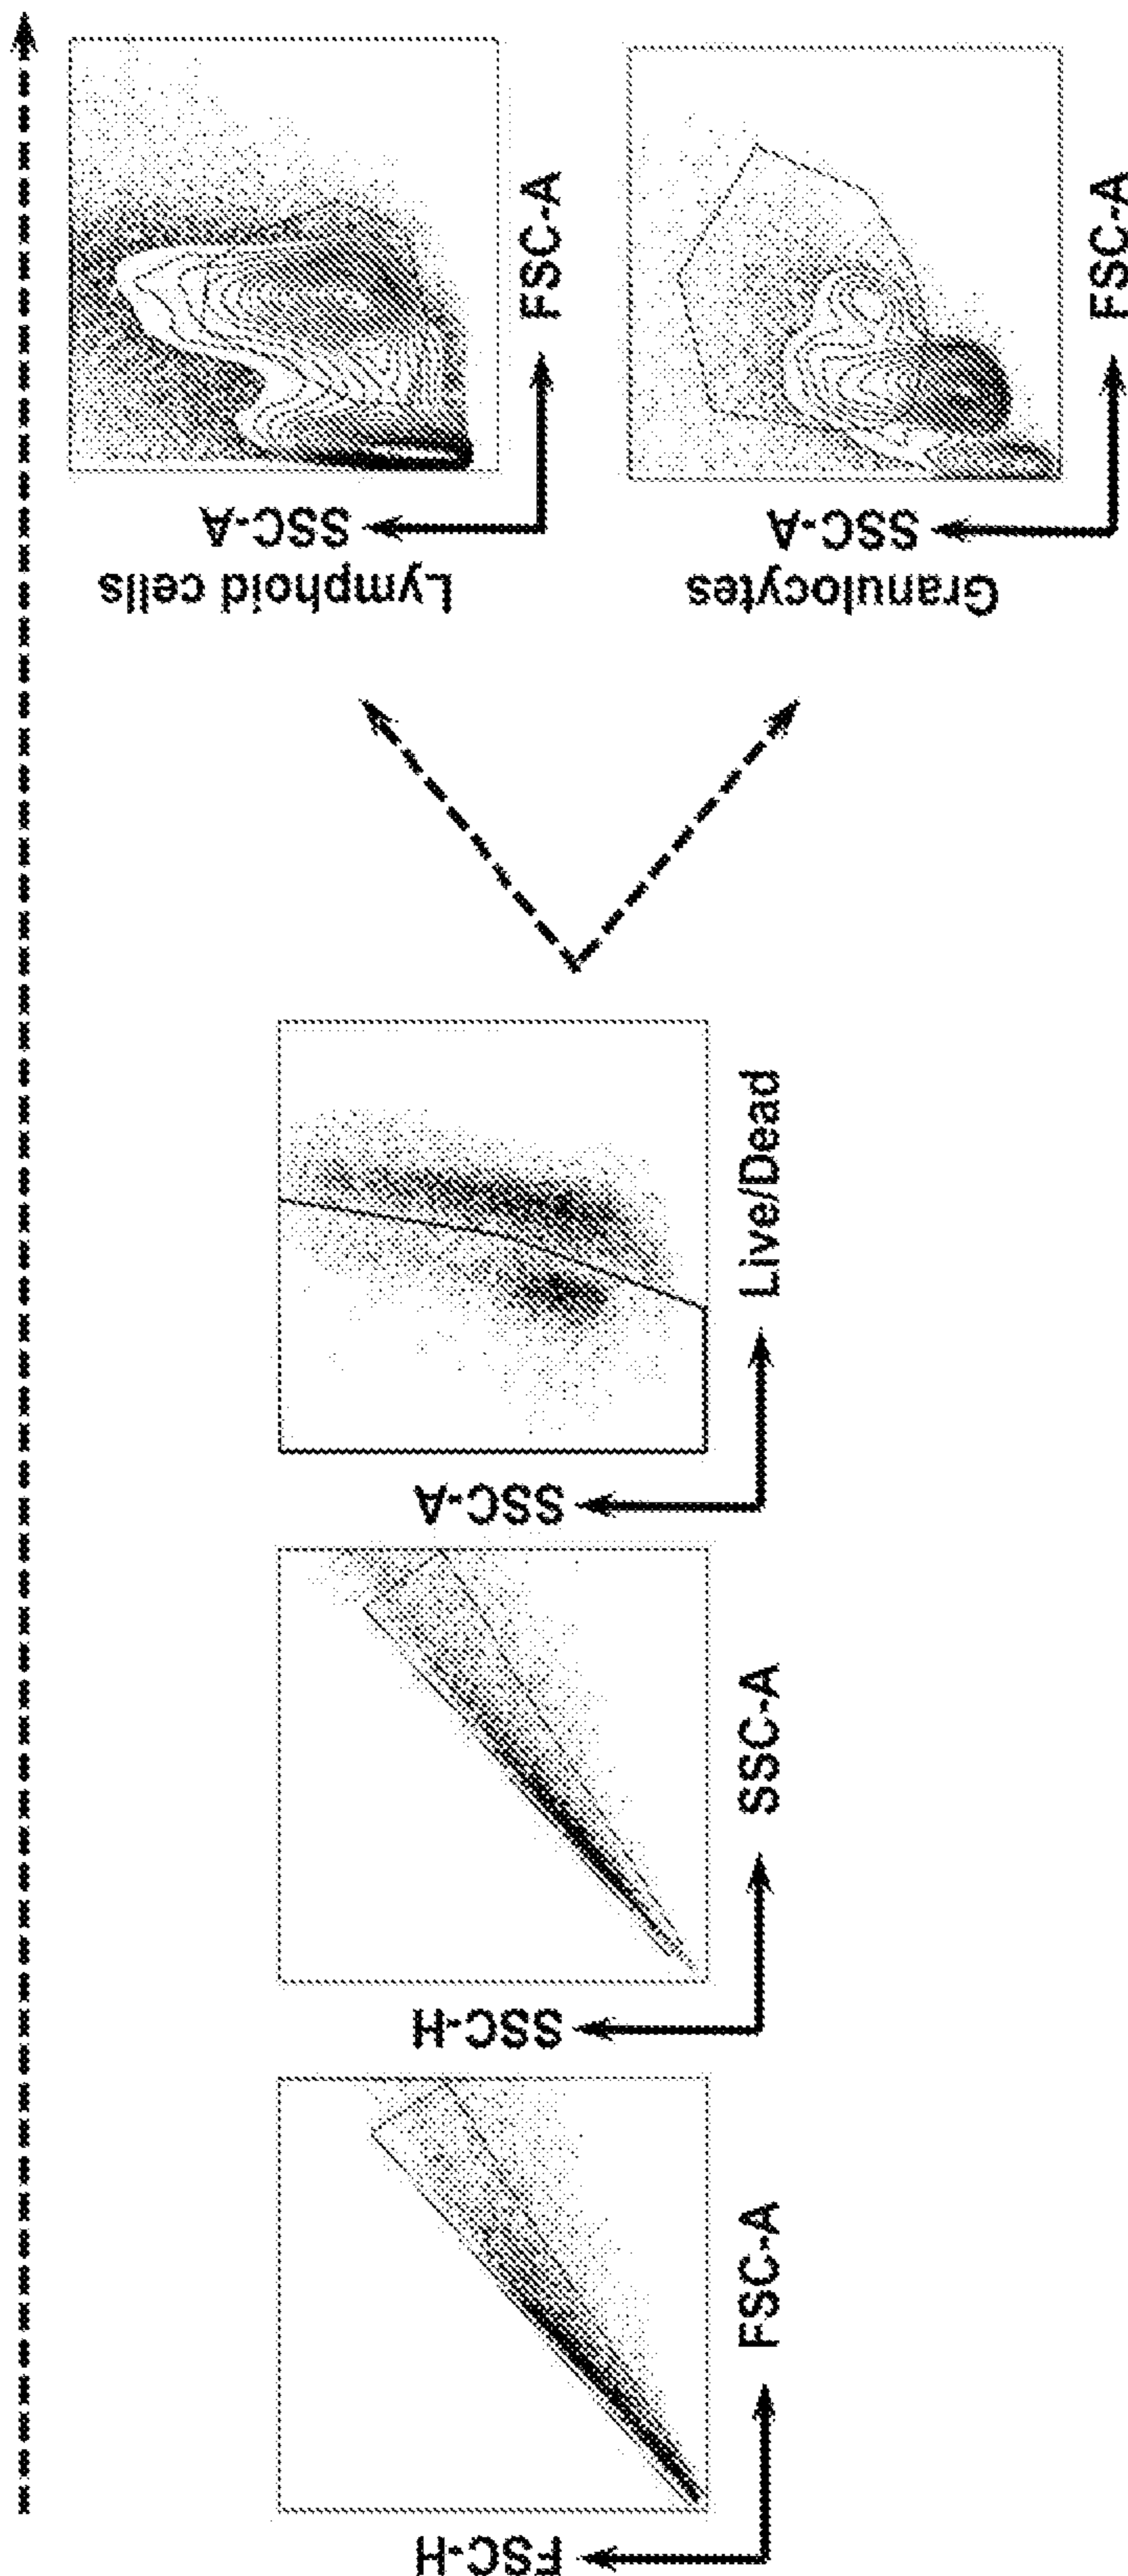 FSC-H
FSC-A
SSC-H
SSC-A
SSC-A
Live/Dead
Lymphoid cells
SSC-A
FSC-A
Granulocytes
SSC-A
FSC-A